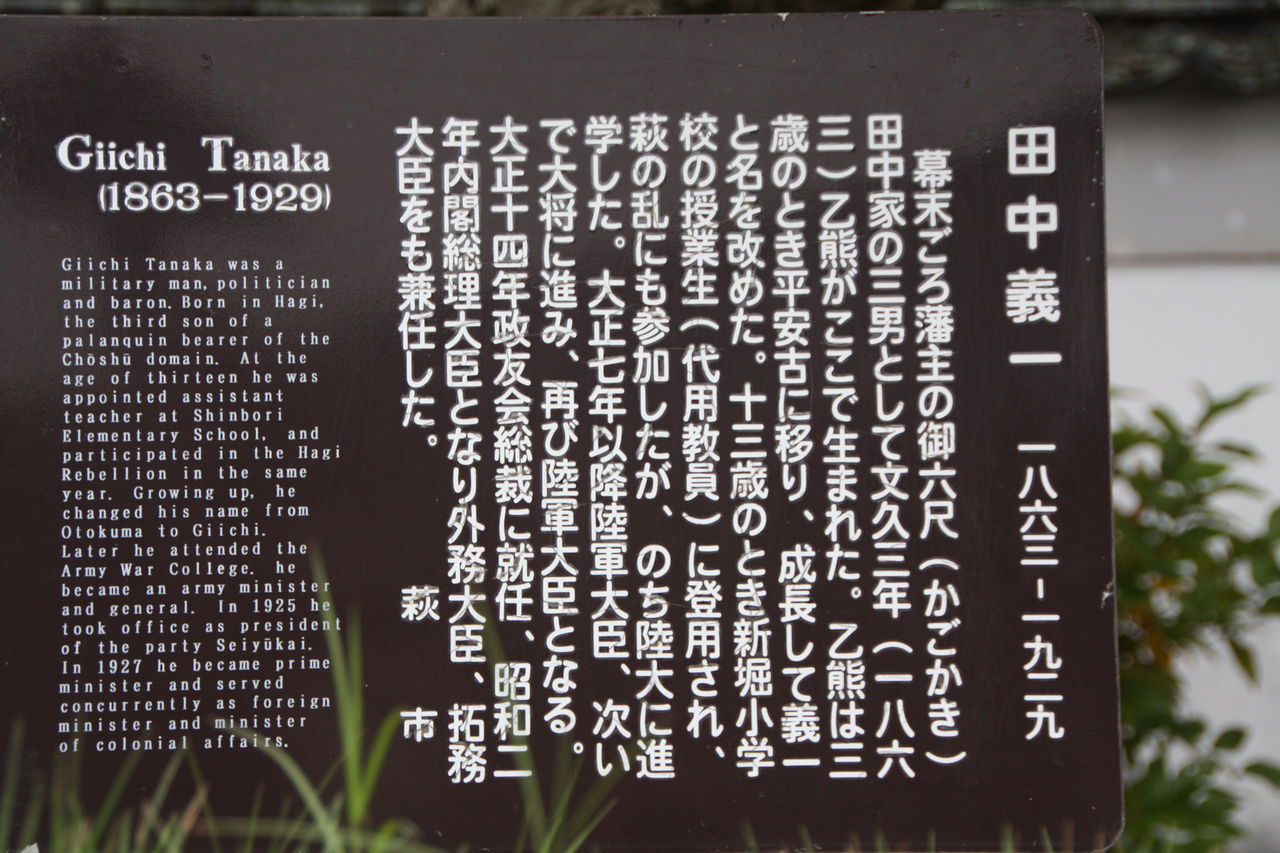 田中義一 一八六三－一九二九
幕末ごろ藩主の御六尺（かごかき）
田中家の三男として文久三年（一八六
三）乙熊がここで生まれた。乙熊は三
歳のとき平安古に移り、成長して義一
と名を改めた。十三歳のとき新堀小学
校の授業生（代用教員）に登用され、
萩の乱にも参加したが、のち陸大に進
学した。大正七年以降陸軍大臣、次い
で大将に進み、再び陸軍大臣となる。
大正十四年政友会総裁に就任、昭和二
年内閣総理大臣となり外務大臣、拓務
大臣をも兼任した。 萩市
Giichi Tanaka
(1863−1929)
Giichi Tanaka was a
military man, politician
and baron. Born in Hagi,
the third son of a
palanquin bearer of the
Chōshū domain. At the
age of thirteen he was
appointed assistant
teacher at Shinbori
Elementary School, and
participated in the Hagi
Rebellion in the same
year. Growing up, he
changed his name from
Otokuma to Giichi.
Later he attended the
Army War College. he
became an army minister
and general. In 1925 he
took office as president
of the party Seiyūkai.
In 1927 he became prime
minister and served
concurrently as foreign
minister and minister
of colonial affairs.